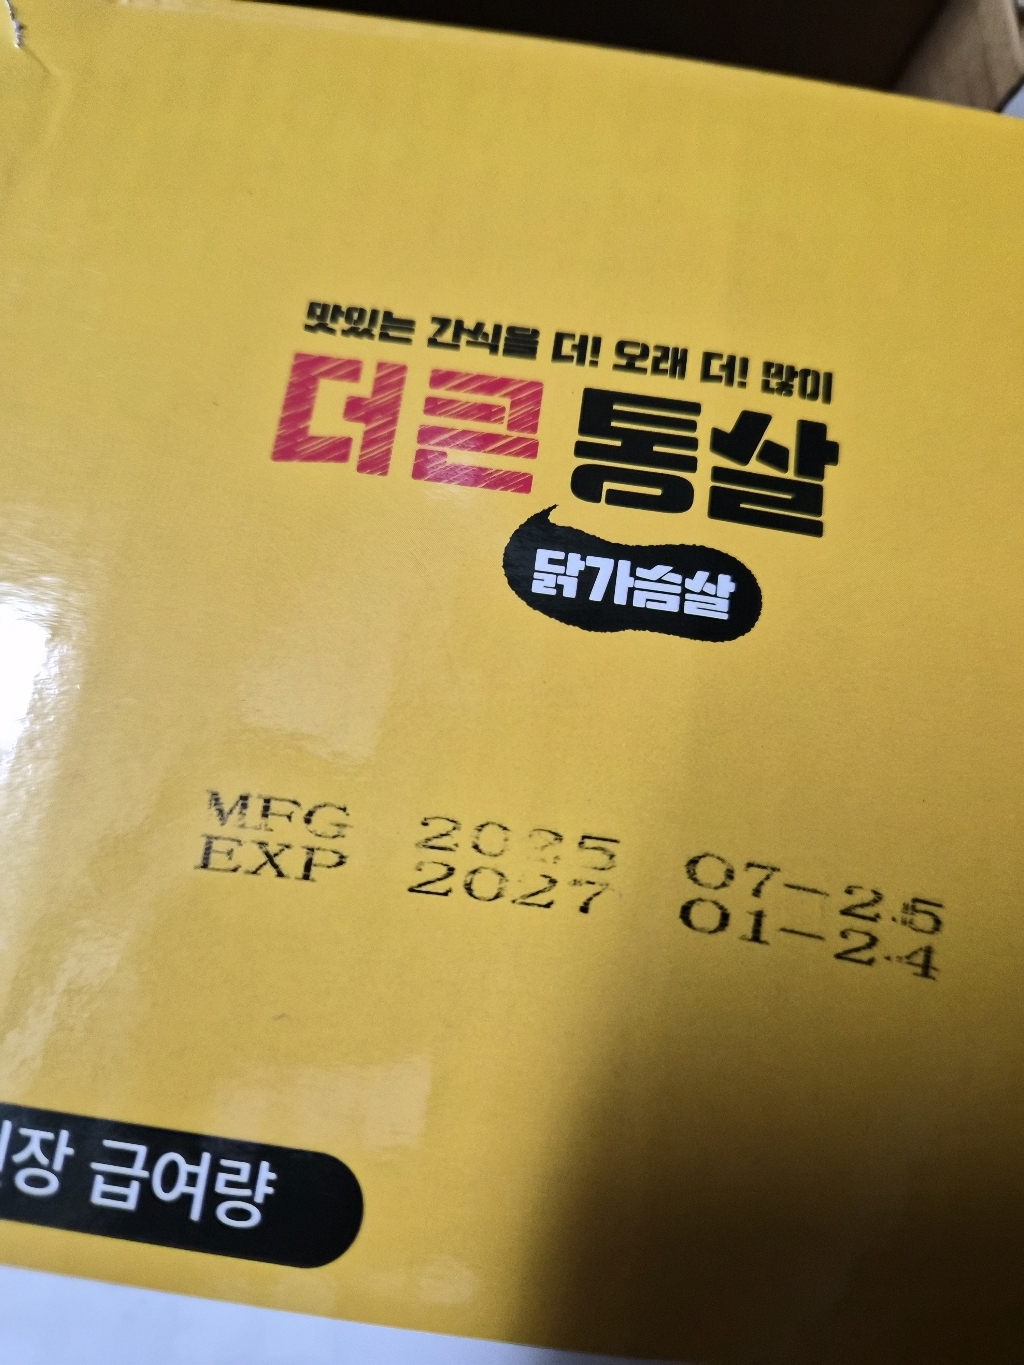 맛있는 간식을 더! 오래 더! 많이
더큰 통살
닭가슴살
MFG 2025 07-25
EXP 2027 01-24
급여량